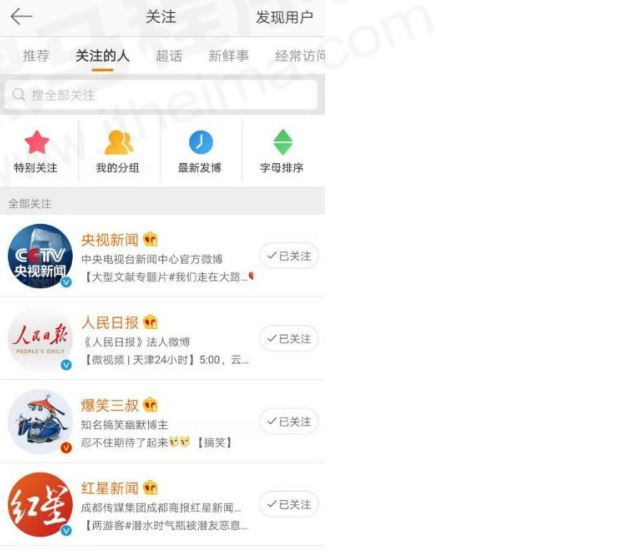 关注
发现用户
推荐
关注的人
超话
新鲜事
经常访问
搜全部关注
特别关注
我的分组
最新发博
字母排序
全部关注
CCTV
央视新闻
央视新闻
中央电视台新闻中心官方微博
【大型文献专题片#我们走在大路...
已关注
人民日报
PEOPLE'S DAILY
人民日报
《人民日报》法人微博
【微视频 | 天津24小时】5:00，云...
已关注
爆笑三叔
知名搞笑幽默博主
忍不住期待了起来 【搞笑】
已关注
红星
红星新闻
成都传媒集团成都商报红星新闻...
【两游客#潜水时气瓶被潜友恶意...
已关注
www.itheima.com